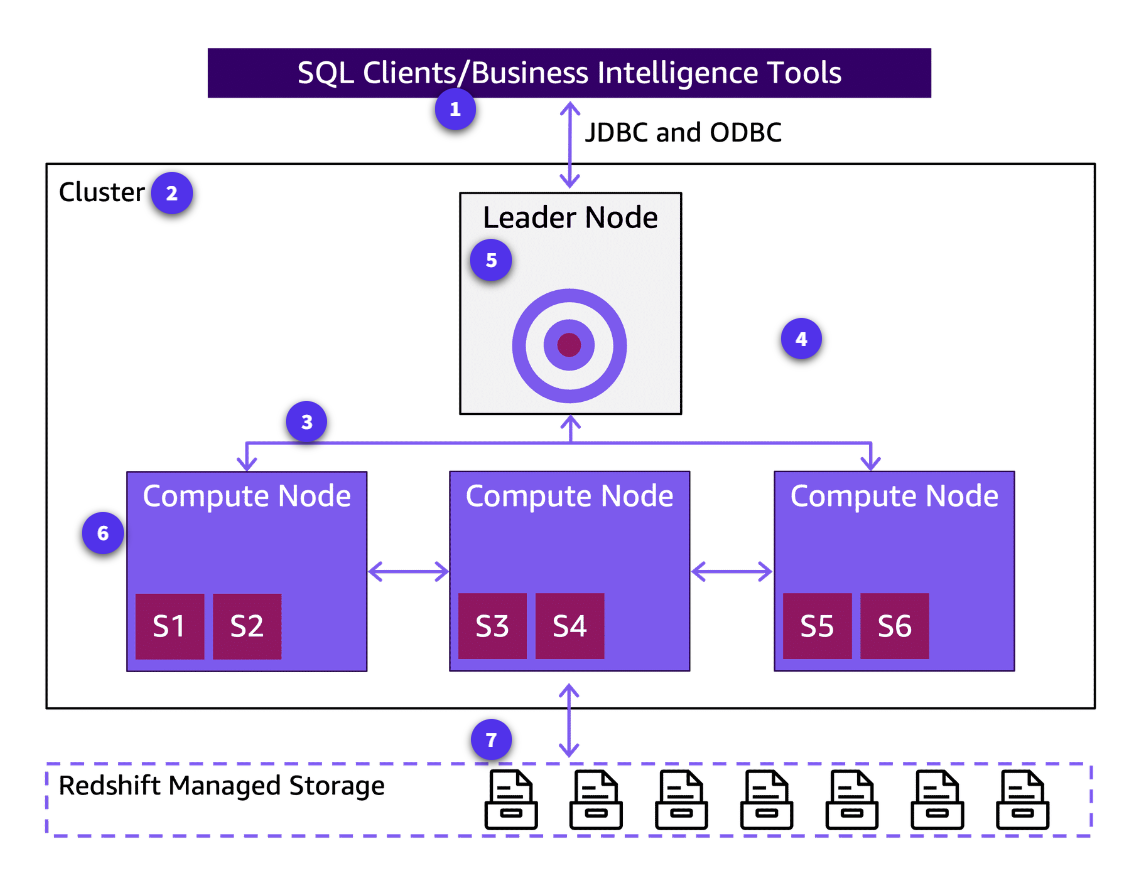 SQL Clients/Business Intelligence Tools
1
JDBC and ODBC
Cluster 2
Leader Node
5
4
3
Compute Node
Compute Node
Compute Node
6
S1 S2
S3 S4
S5 S6
7
Redshift Managed Storage